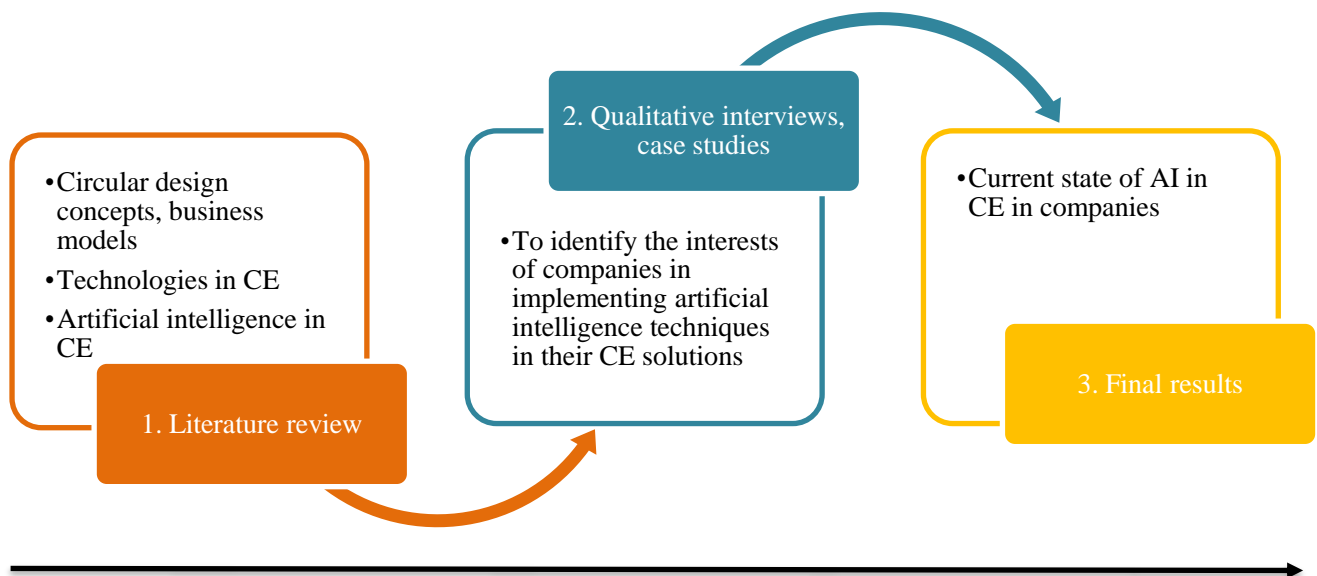 •Circular design
concepts, business
models
•Technologies in CE
•Artificial intelligence in
CE
1. Literature review
2. Qualitative interviews,
case studies
•To identify the interests
of companies in
implementing artificial
intelligence techniques
in their CE solutions
•Current state of AI in
CE in companies
3. Final results